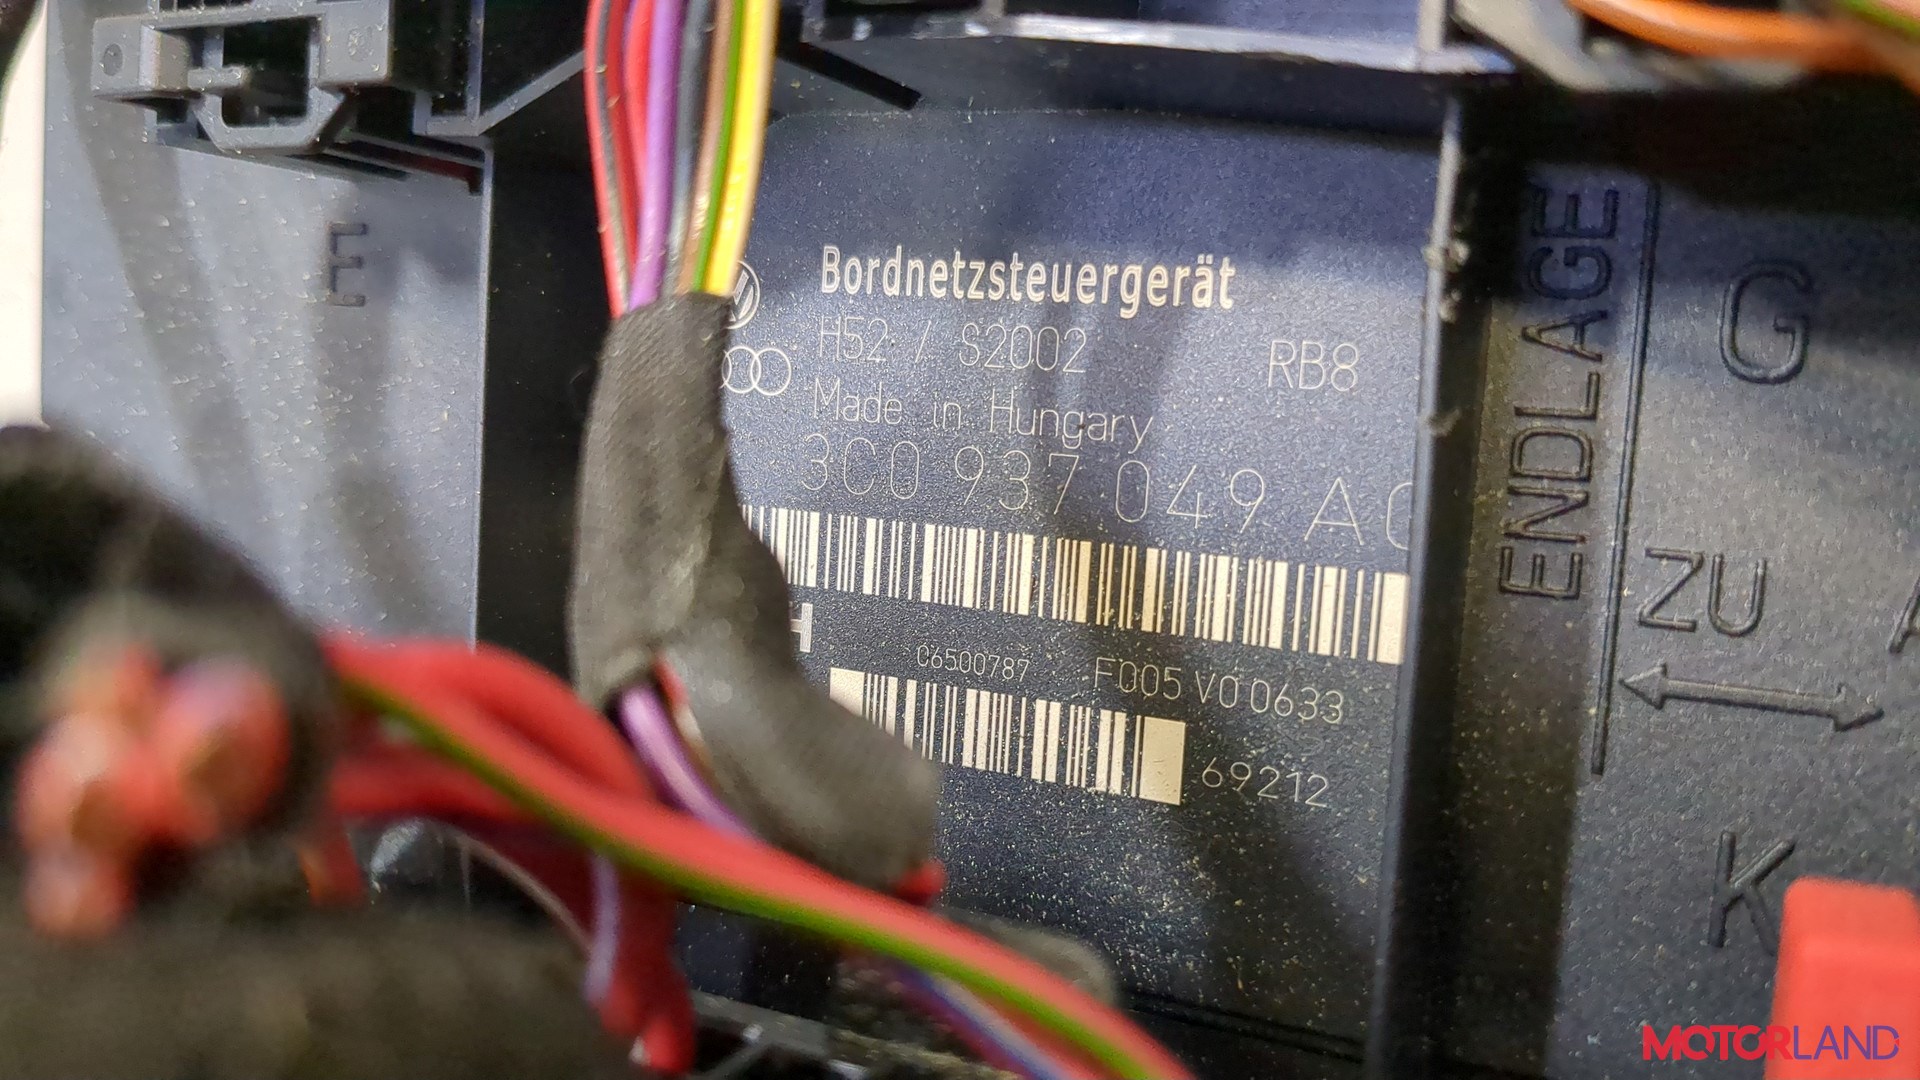 Bordnetzsteuergerät
H52 / S2002 RB8
Made in Hungary
3C0 937 049 A
H
C6500787 F005 V0 0633
69212
ENDLAGE
G
ZU
K
MOTORLAND